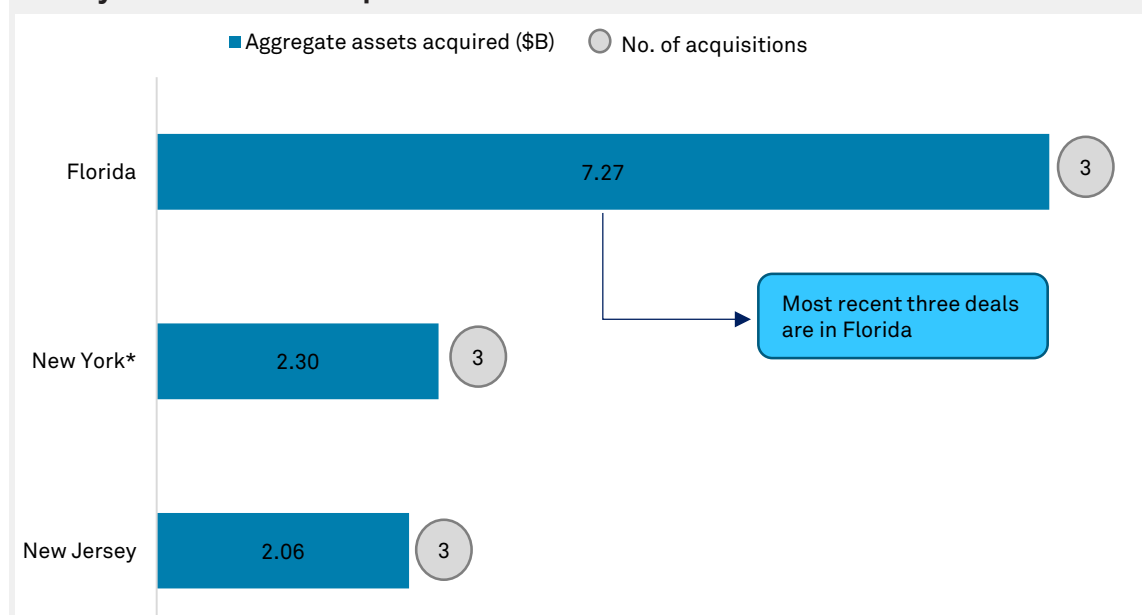 Aggregate assets acquired ($B) No. of acquisitions
Florida 7.27 3
Most recent three deals
are in Florida
New York* 2.30 3
New Jersey 2.06 3